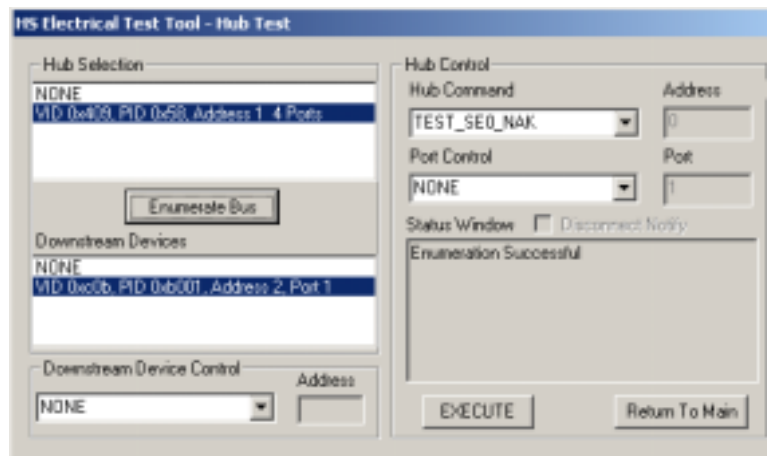 HS Electrical Test Tool - Hub Test
Hub Selection
NONE
VID 0x409, PID 0x58, Address 1 4 Ports
Enumerate Bus
Downstream Devices
NONE
VID 0xc0b, PID 0xb001, Address 2, Port 1
Downstream Device Control
Address
NONE
Hub Control
Hub Command
Address
TEST_SE0_NAK
0
Port Control
Port
NONE
1
Status Window
Disconnect Notify
Enumeration Successful
EXECUTE
Return To Main